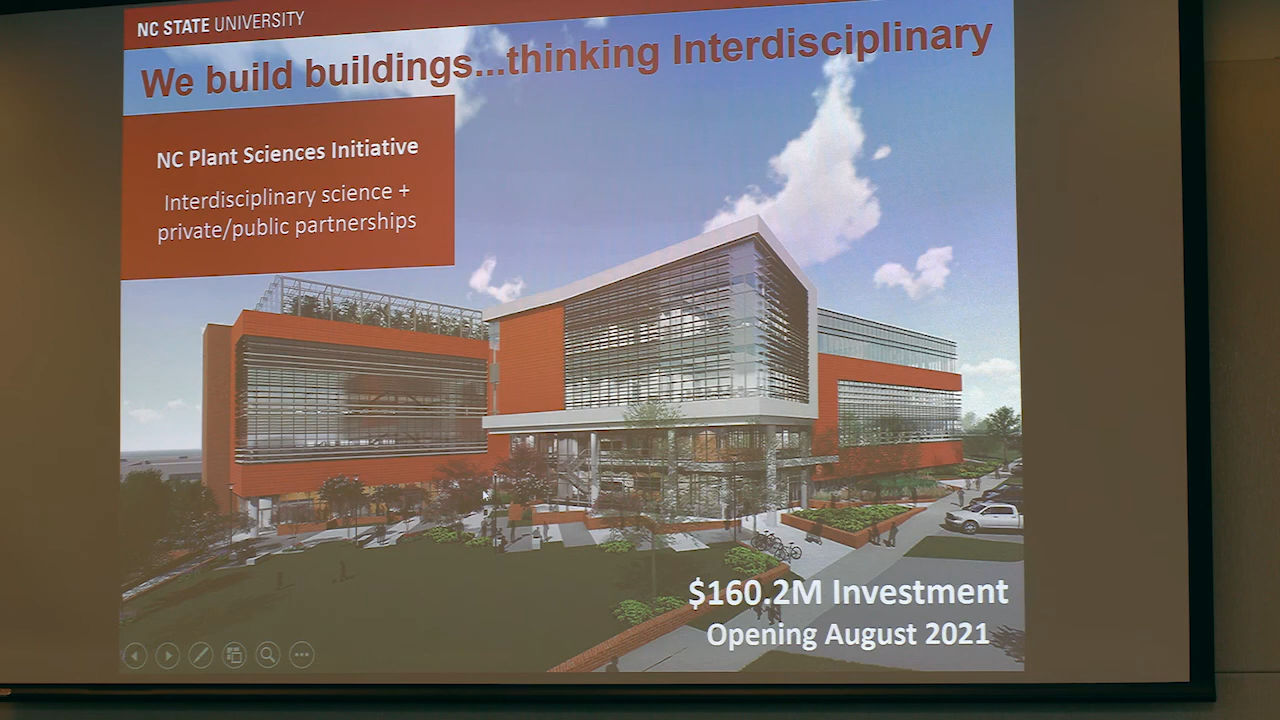 NC STATE UNIVERSITY
We build buildings...thinking Interdisciplinary
NC Plant Sciences Initiative
Interdisciplinary science +
private/public partnerships
$160.2M Investment
Opening August 2021